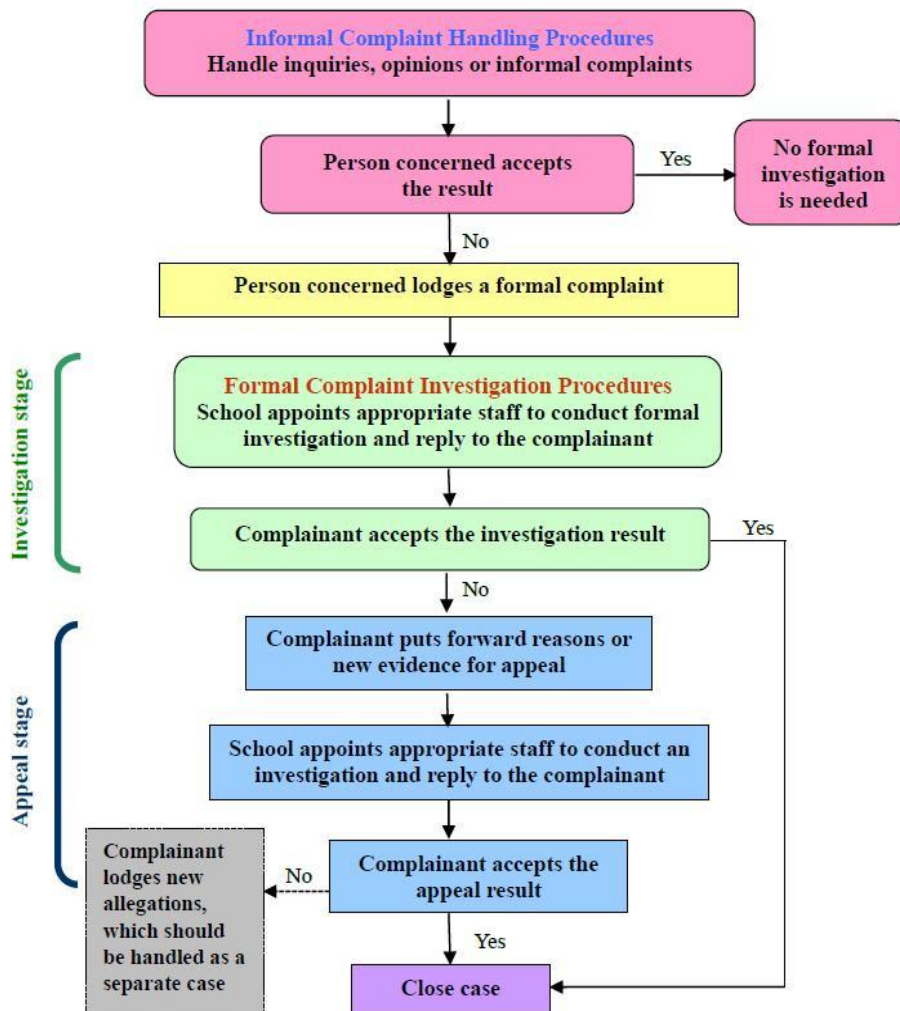 Informal Complaint Handling Procedures
Handle inquiries, opinions or informal complaints
Person concerned accepts
the result
Yes
No formal
investigation
is needed
No
Person concerned lodges a formal complaint
Investigation stage
Formal Complaint Investigation Procedures
School appoints appropriate staff to conduct formal
investigation and reply to the complainant
Complainant accepts the investigation result
Yes
No
Appeal stage
Complainant puts forward reasons or
new evidence for appeal
School appoints appropriate staff to conduct an
investigation and reply to the complainant
Complainant accepts the
appeal result
No
Complainant
lodges new
allegations,
which should
be handled as a
separate case
Yes
Close case